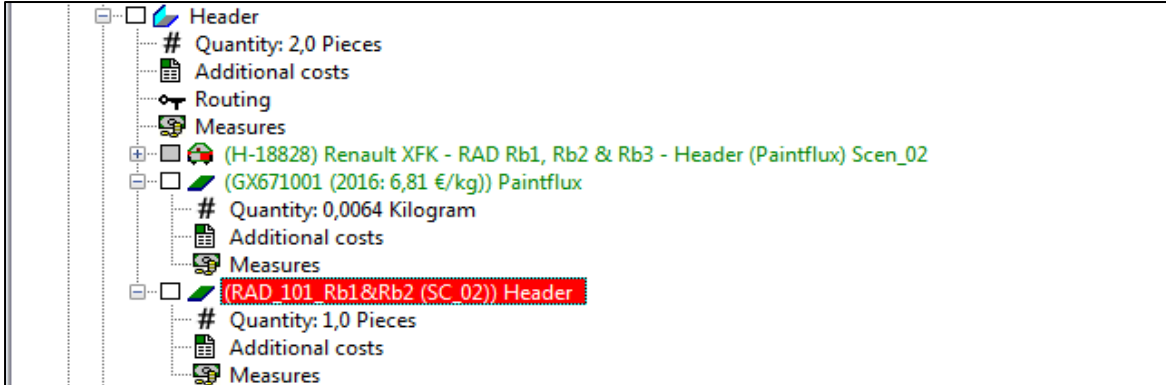 Header
# Quantity: 2,0 Pieces
Additional costs
Routing
Measures
(H-18828) Renault XFK - RAD Rb1, Rb2 & Rb3 - Header (Paintflux) Scen_02
(GX671001 (2016: 6,81 €/kg)) Paintflux
# Quantity: 0,0064 Kilogram
Additional costs
Measures
(RAD_101_Rb1&Rb2 (SC_02)) Header
# Quantity: 1,0 Pieces
Additional costs
Measures